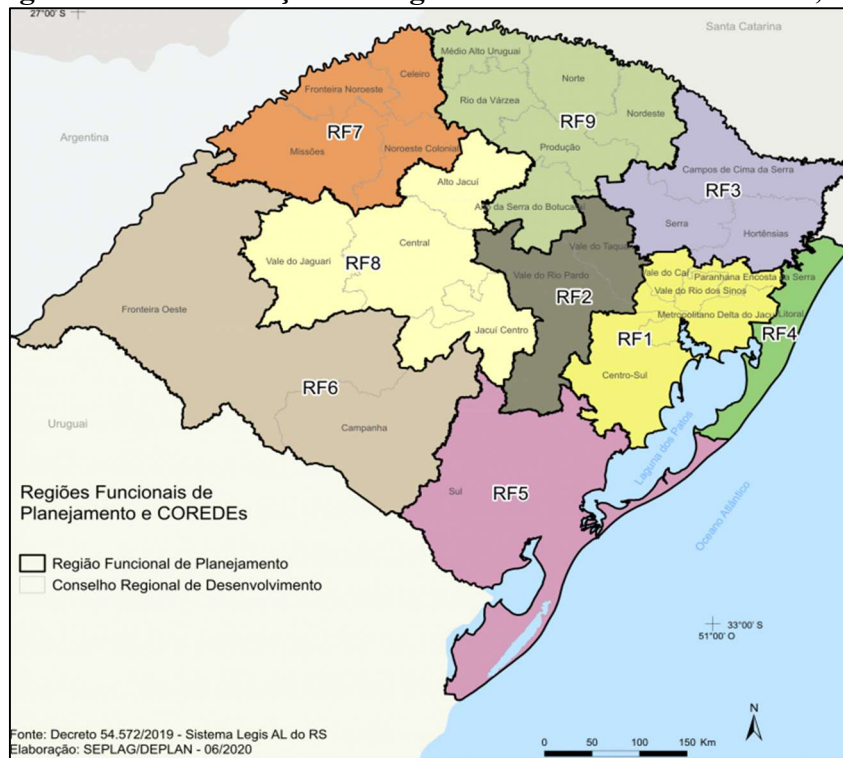 27°00' S
Santa Catarina
Argentina
Uruguai
Médio Alto Uruguai
Norte
Celeiro
Fronteira Noroeste
Rio da Várzea
Nordeste
RF7
RF9
Missões
Noroeste Colonial
Produção
Campos de Cima da Serra
RF3
Alto Jacuí
Alto da Serra do Botucaraí
Serra
Hortênsias
Central
Vale do Taquari
Vale do Jaguari
RF8
Vale do Rio Pardo
Vale do Caí
Paranhana Encosta da Serra
Vale do Rio dos Sinos
RF2
Fronteira Oeste
Metropolitano Delta do Jacuí
Litoral
Jacuí Centro
RF1
RF4
Centro-Sul
RF6
Campanha
Laguna dos Patos
Sul
RF5
Oceano Atlântico
Regiões Funcionais de
Planejamento e COREDEs
Região Funcional de Planejamento
Conselho Regional de Desenvolvimento
33°00' S
51°00' O
N
Fonte: Decreto 54.572/2019 - Sistema Legis AL do RS
Elaboração: SEPLAG/DEPLAN - 06/2020
0 50 100 150 Km